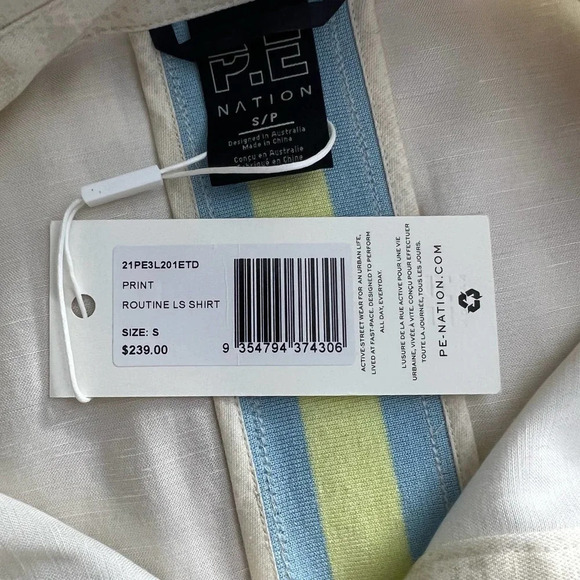 P.E
NATION
S/P
Designed in Australia
Made in China
Conçu en Australie
Fabriqué en Chine
21PE3L201ETD
PRINT
ROUTINE LS SHIRT
SIZE: S
$239.00
9 354794 374306
ACTIVE-STREET WEAR FOR AN URBAN LIFE,
LIVED AT FAST-PACE. DESIGNED TO PERFORM
ALL DAY, EVERYDAY.
L'USURE DE LA RUE ACTIVE POUR UNE VIE
URBAINE, VIVÉE À VITE. CONÇU POUR EFFECTUER
TOUTE LA JOURNÉE, TOUS LES JOURS.
PE-NATION.COM